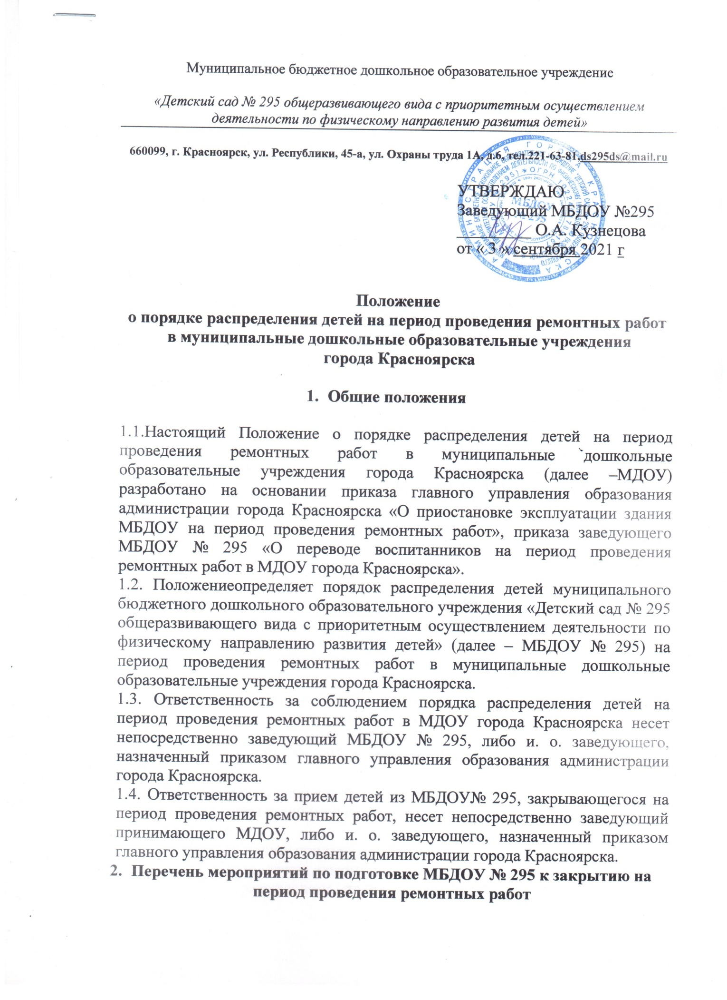 Муниципальное бюджетное дошкольное образовательное учреждение
«Детский сад № 295 общеразвивающего вида с приоритетным осуществлением
деятельности по физическому направлению развития детей»
660099, г. Красноярск, ул. Республики, 45-а, ул. Охраны труда 1А, д.6, тел.221-63-81,ds295ds@mail.ru
АДМИНИСТРАЦИЯ ГОРОДА КРАСНОЯРСКА
МБДОУ
№ 295
УТВЕРЖДАЮ
Заведующий МБДОУ №295
_________ О.А. Кузнецова
от « 3 » сентября 2021 г
Положение
о порядке распределения детей на период проведения ремонтных работ
в муниципальные дошкольные образовательные учреждения
города Красноярска
1. Общие положения
1.1.Настоящий Положение о порядке распределения детей на период
проведения ремонтных работ в муниципальные дошкольные
образовательные учреждения города Красноярска (далее –МДОУ)
разработано на основании приказа главного управления образования
администрации города Красноярска «О приостановке эксплуатации здания
МБДОУ на период проведения ремонтных работ», приказа заведующего
МБДОУ № 295 «О переводе воспитанников на период проведения
ремонтных работ в МДОУ города Красноярска».
1.2. Положениеопределяет порядок распределения детей муниципального
бюджетного дошкольного образовательного учреждения «Детский сад № 295
общеразвивающего вида с приоритетным осуществлением деятельности по
физическому направлению развития детей» (далее – МБДОУ № 295) на
период проведения ремонтных работ в муниципальные дошкольные
образовательные учреждения города Красноярска.
1.3. Ответственность за соблюдением порядка распределения детей на
период проведения ремонтных работ в МДОУ города Красноярска несет
непосредственно заведующий МБДОУ № 295, либо и. о. заведующего,
назначенный приказом главного управления образования администрации
города Красноярска.
1.4. Ответственность за прием детей из МБДОУ№ 295, закрывающегося на
период проведения ремонтных работ, несет непосредственно заведующий
принимающего МДОУ, либо и. о. заведующего, назначенный приказом
главного управления образования администрации города Красноярска.
2. Перечень мероприятий по подготовке МБДОУ № 295 к закрытию на
период проведения ремонтных работ